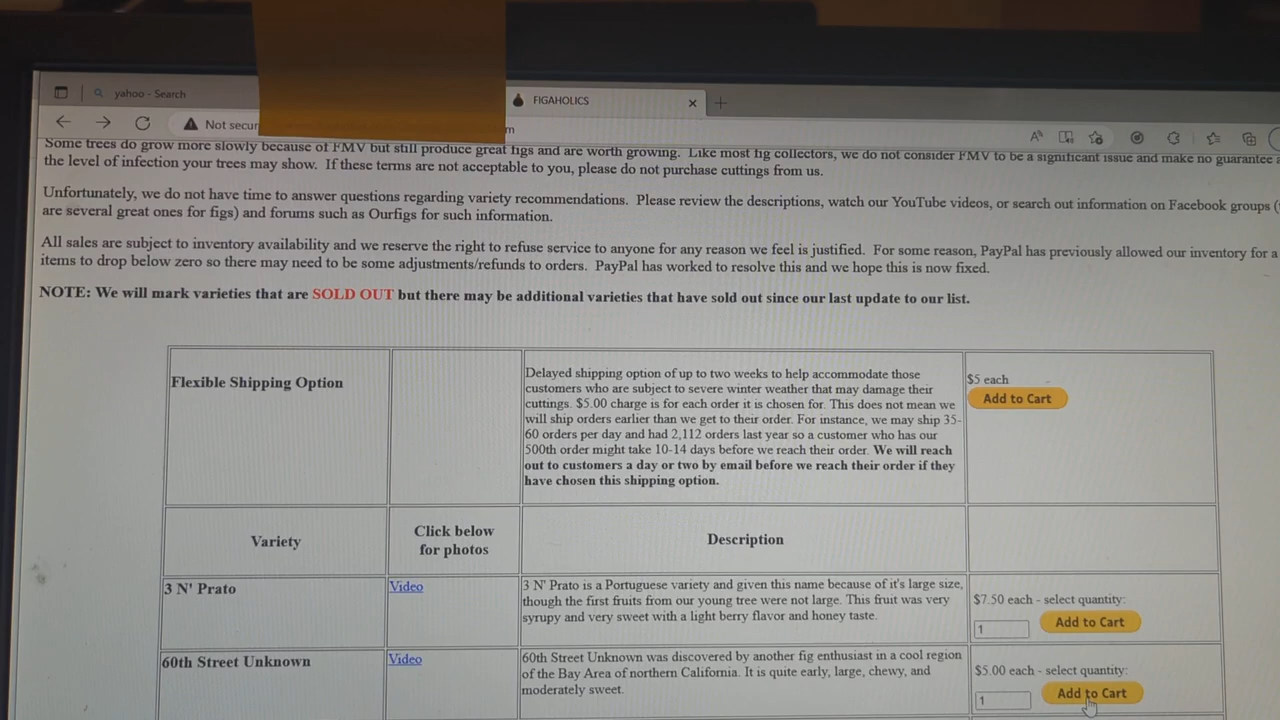 yahoo - Search
FIGAHOLICS
Not secur
m
Some trees do grow more slowly because of FMV but still produce great figs and are worth growing. Like most fig collectors, we do not consider FMV to be a significant issue and make no guarantee a
the level of infection your trees may show. If these terms are not acceptable to you, please do not purchase cuttings from us.
Unfortunately, we do not have time to answer questions regarding variety recommendations. Please review the descriptions, watch our YouTube videos, or search out information on Facebook groups (
are several great ones for figs) and forums such as Ourfigs for such information.
All sales are subject to inventory availability and we reserve the right to refuse service to anyone for any reason we feel is justified. For some reason, PayPal has previously allowed our inventory for a
items to drop below zero so there may need to be some adjustments/refunds to orders. PayPal has worked to resolve this and we hope this is now fixed.
NOTE: We will mark varieties that are SOLD OUT but there may be additional varieties that have sold out since our last update to our list.
Flexible Shipping Option
Delayed shipping option of up to two weeks to help accommodate those
customers who are subject to severe winter weather that may damage their
cuttings. $5.00 charge is for each order it is chosen for. This does not mean we
will ship orders earlier than we get to their order. For instance, we may ship 35-
60 orders per day and had 2,112 orders last year so a customer who has our
500th order might take 10-14 days before we reach their order. We will reach
out to customers a day or two by email before we reach their order if they
have chosen this shipping option.
$5 each
Add to Cart
Variety
Click below
for photos
Description
3 N' Prato
Video
3 N' Prato is a Portuguese variety and given this name because of it's large size,
though the first fruits from our young tree were not large. This fruit was very
syrupy and very sweet with a light berry flavor and honey taste.
$7.50 each - select quantity:
1
Add to Cart
60th Street Unknown
Video
60th Street Unknown was discovered by another fig enthusiast in a cool region
of the Bay Area of northern California. It is quite early, large, chewy, and
moderately sweet.
$5.00 each - select quantity:
1
Add to Cart